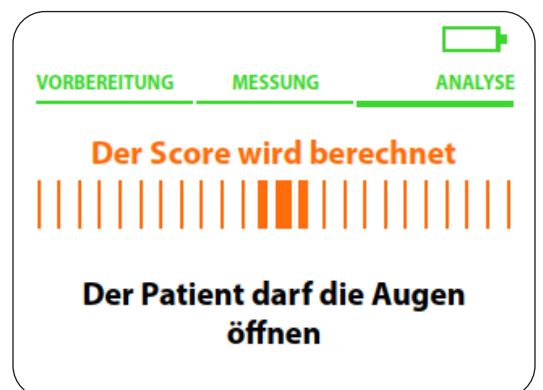 VORBEREITUNG MESSUNG ANALYSE
Der Score wird berechnet
Der Patient darf die Augen
öffnen